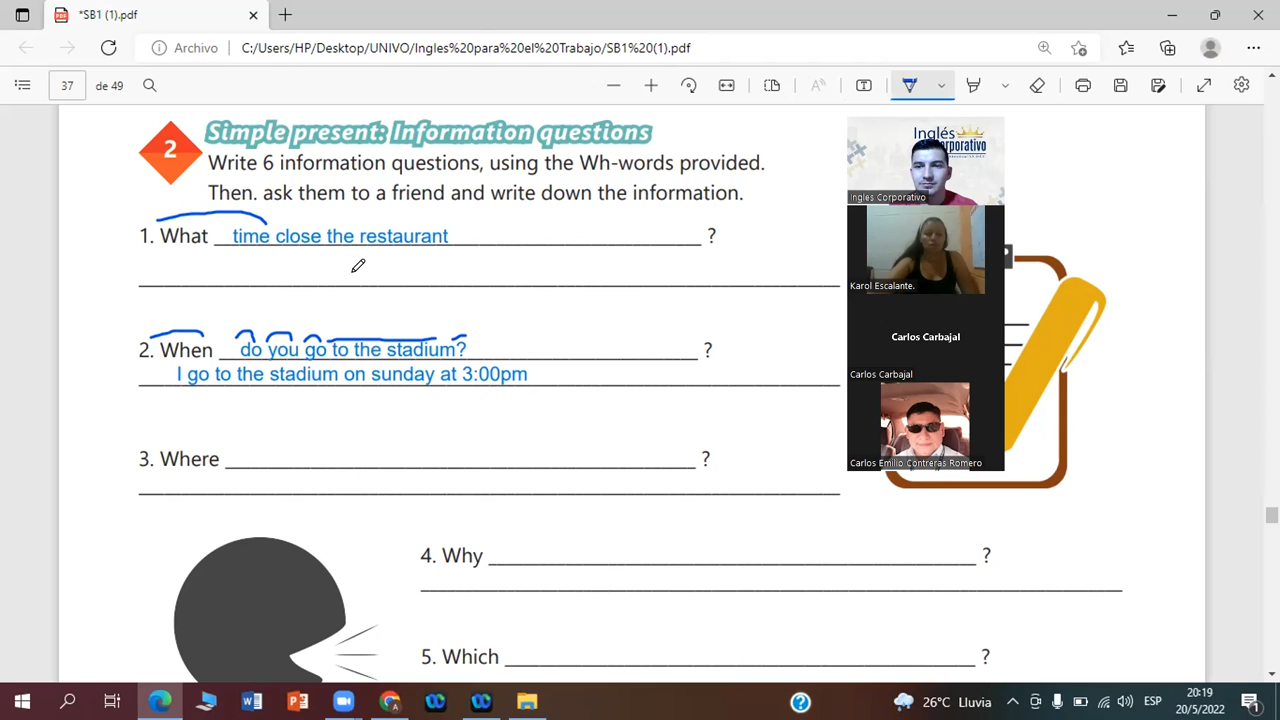 *SB1 (1).pdf
Archivo
C:/Users/HP/Desktop/UNIVO/Ingles%20para%20el%20Trabajo/SB1%20(1).pdf
37
de 49
2
Simple present: Information questions
Write 6 information questions, using the Wh-words provided.
Then. ask them to a friend and write down the information.
1. What time close the restaurant ?
2. When do you go to the stadium? ?
I go to the stadium on sunday at 3:00pm
3. Where ?
4. Why ?
5. Which ?
Inglés
Corporativo
Ingles Corporativo
Karol Escalante.
Carlos Carbajal
Carlos Carbajal
Carlos Emilio Contreras Romero
26°C Lluvia
ESP
20:19
20/5/2022